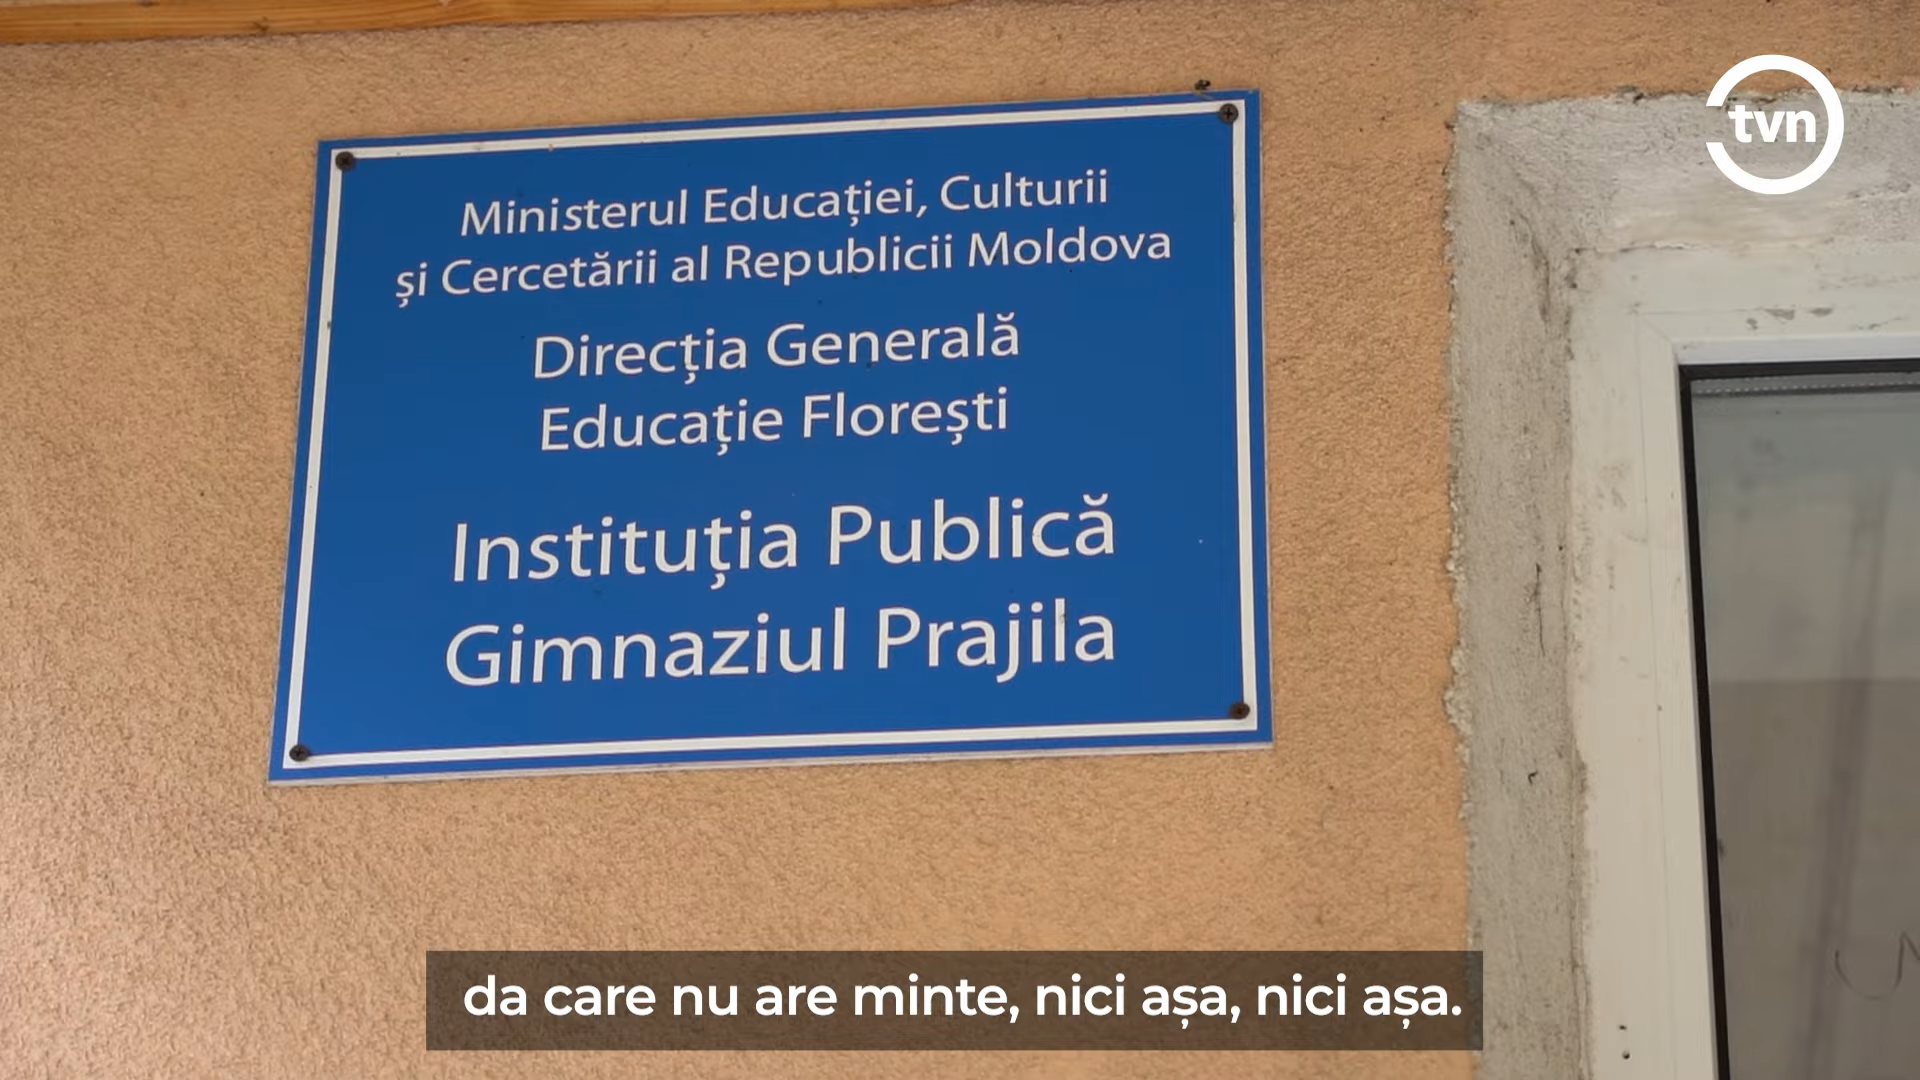 tvn
Ministerul Educației, Culturii
și Cercetării al Republicii Moldova
Direcția Generală
Educație Florești
Instituția Publică
Gimnaziul Prajila
da care nu are minte, nici așa, nici așa.